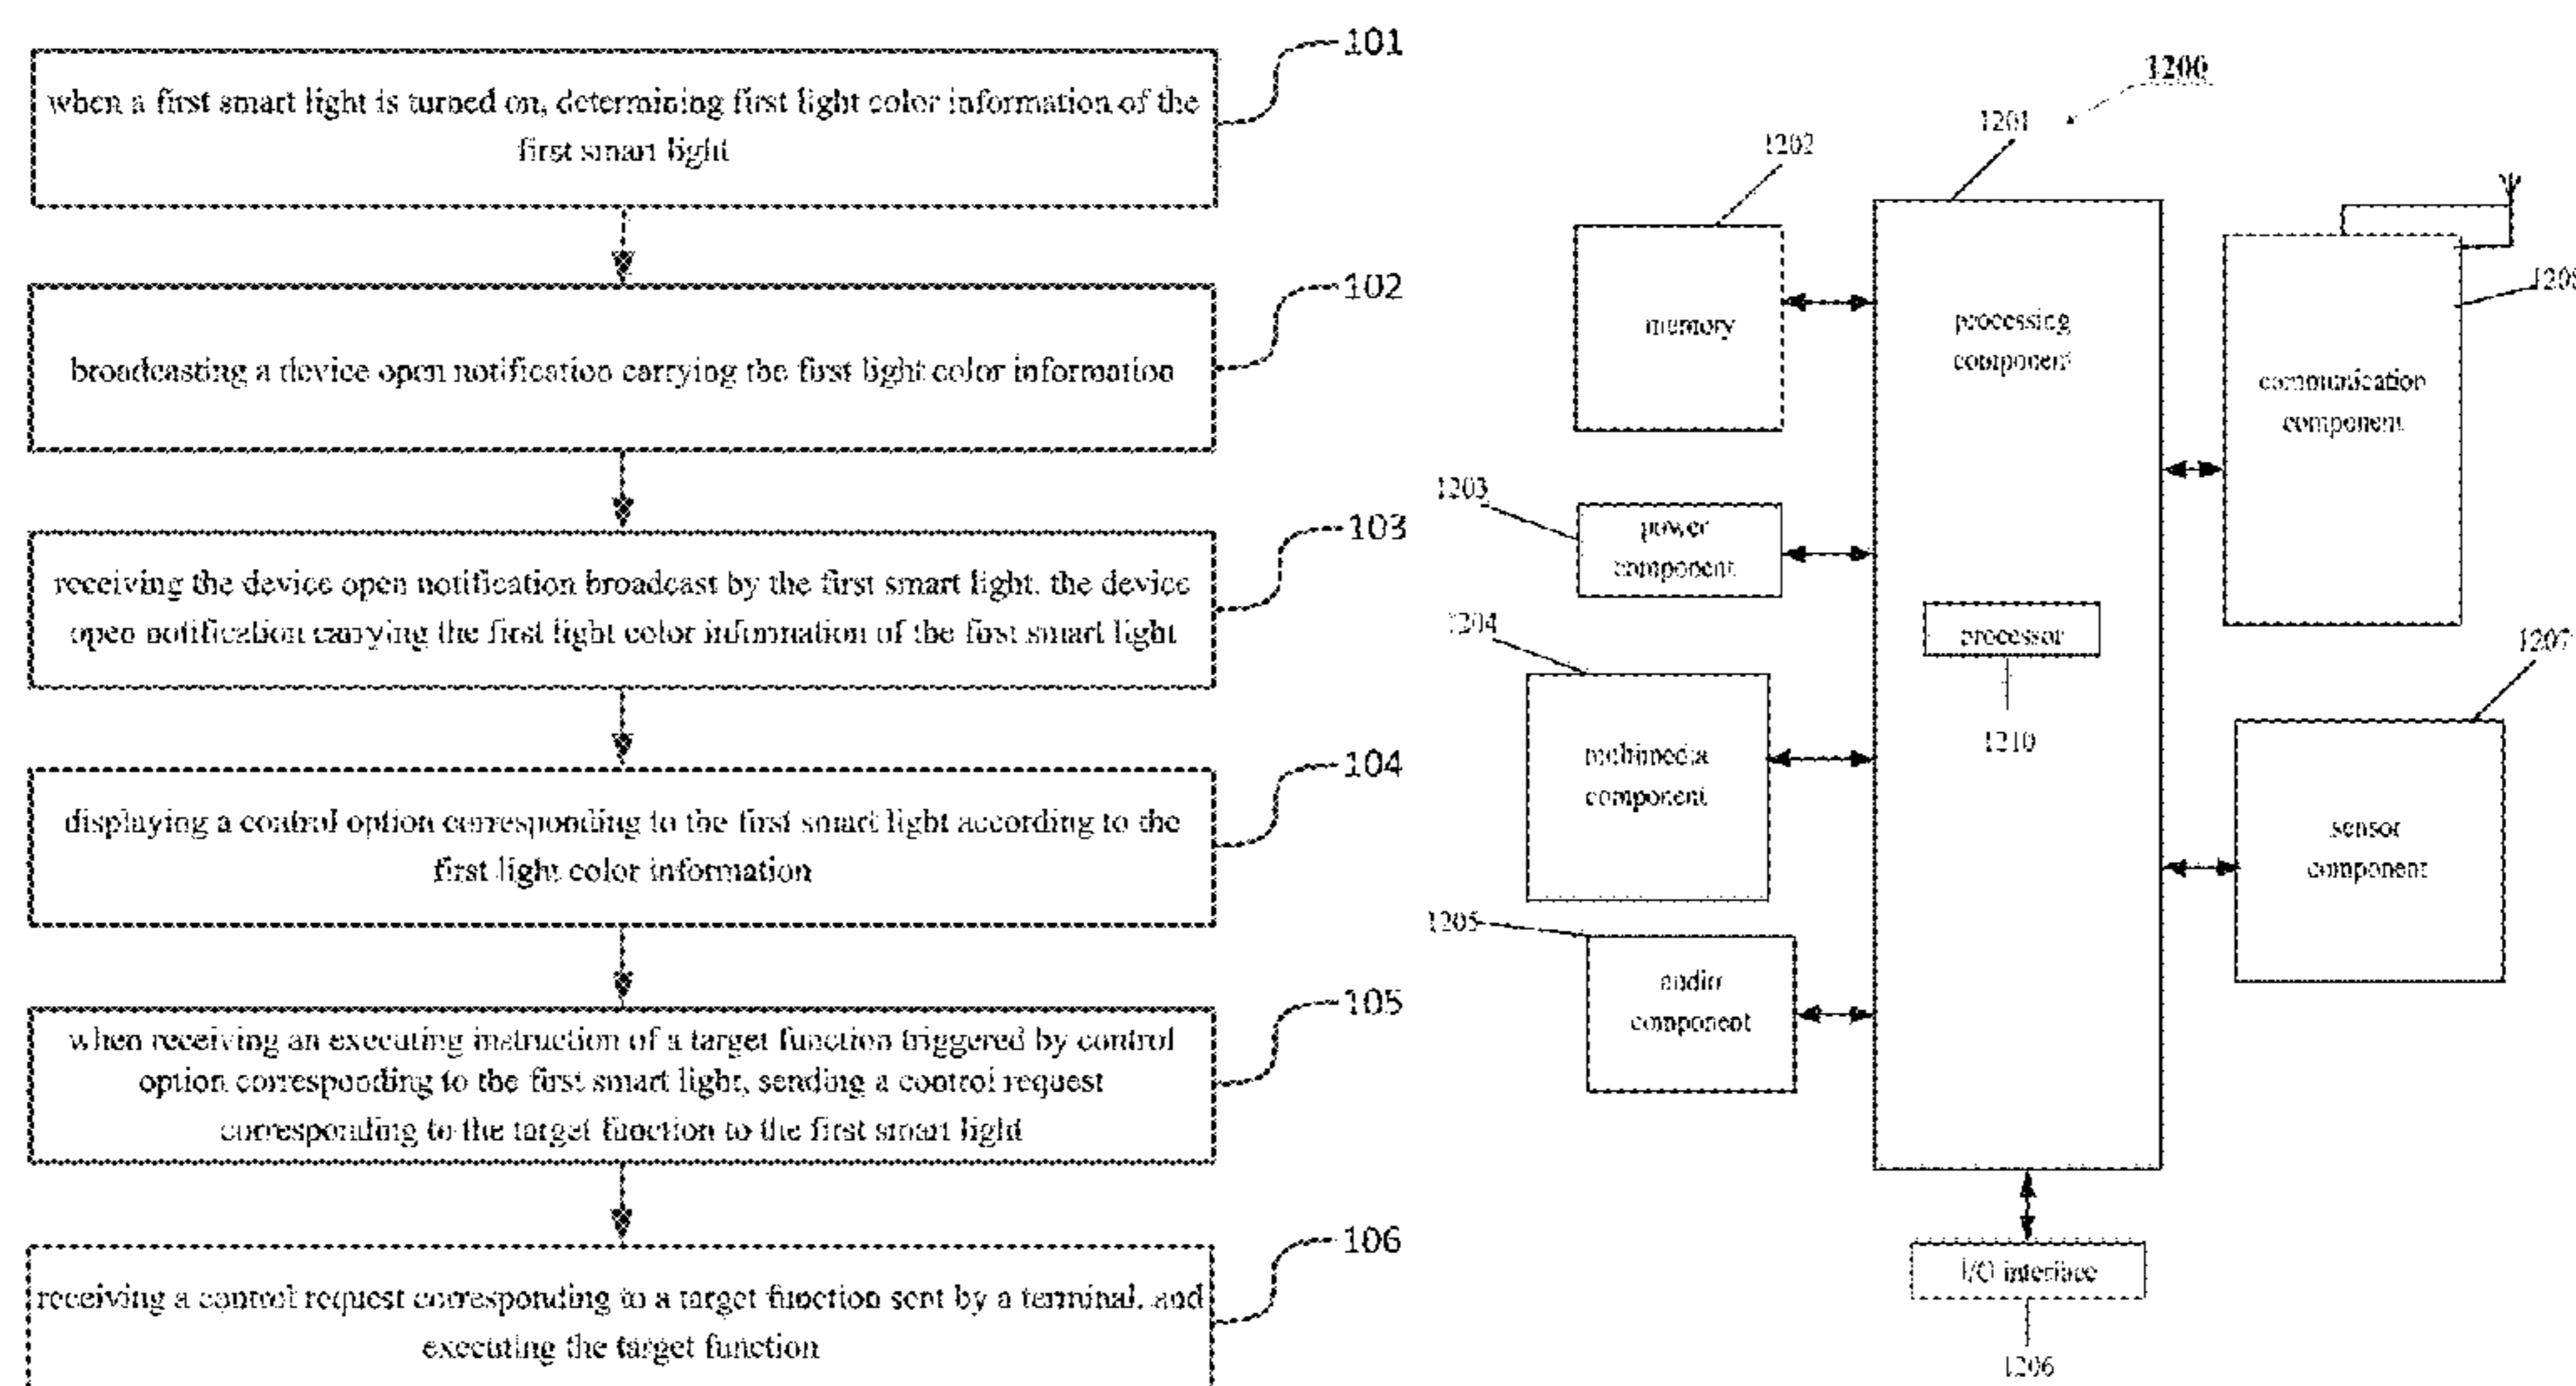 101
when a first smart light is turned on, determining first light color information of the
first smart light
102
broadcasting a device open notification carrying the first light color information
103
receiving the device open notification broadcast by the first smart light, the device
open notification carrying the first light color information of the first smart light
104
displaying a control option corresponding to the first smart light according to the
first light color information
105
when receiving an executing instruction of a target function triggered by control
option corresponding to the first smart light, sending a control request
corresponding to the target function to the first smart light
106
receiving a control request corresponding to a target function sent by a terminal, and
executing the target function
1200
1201
1202
memory
processing
component
communication
component
1208
1203
power
component
processor
1210
1204
multimedia
component
1207
sensor
component
1205
audio
component
I/O interface
1206